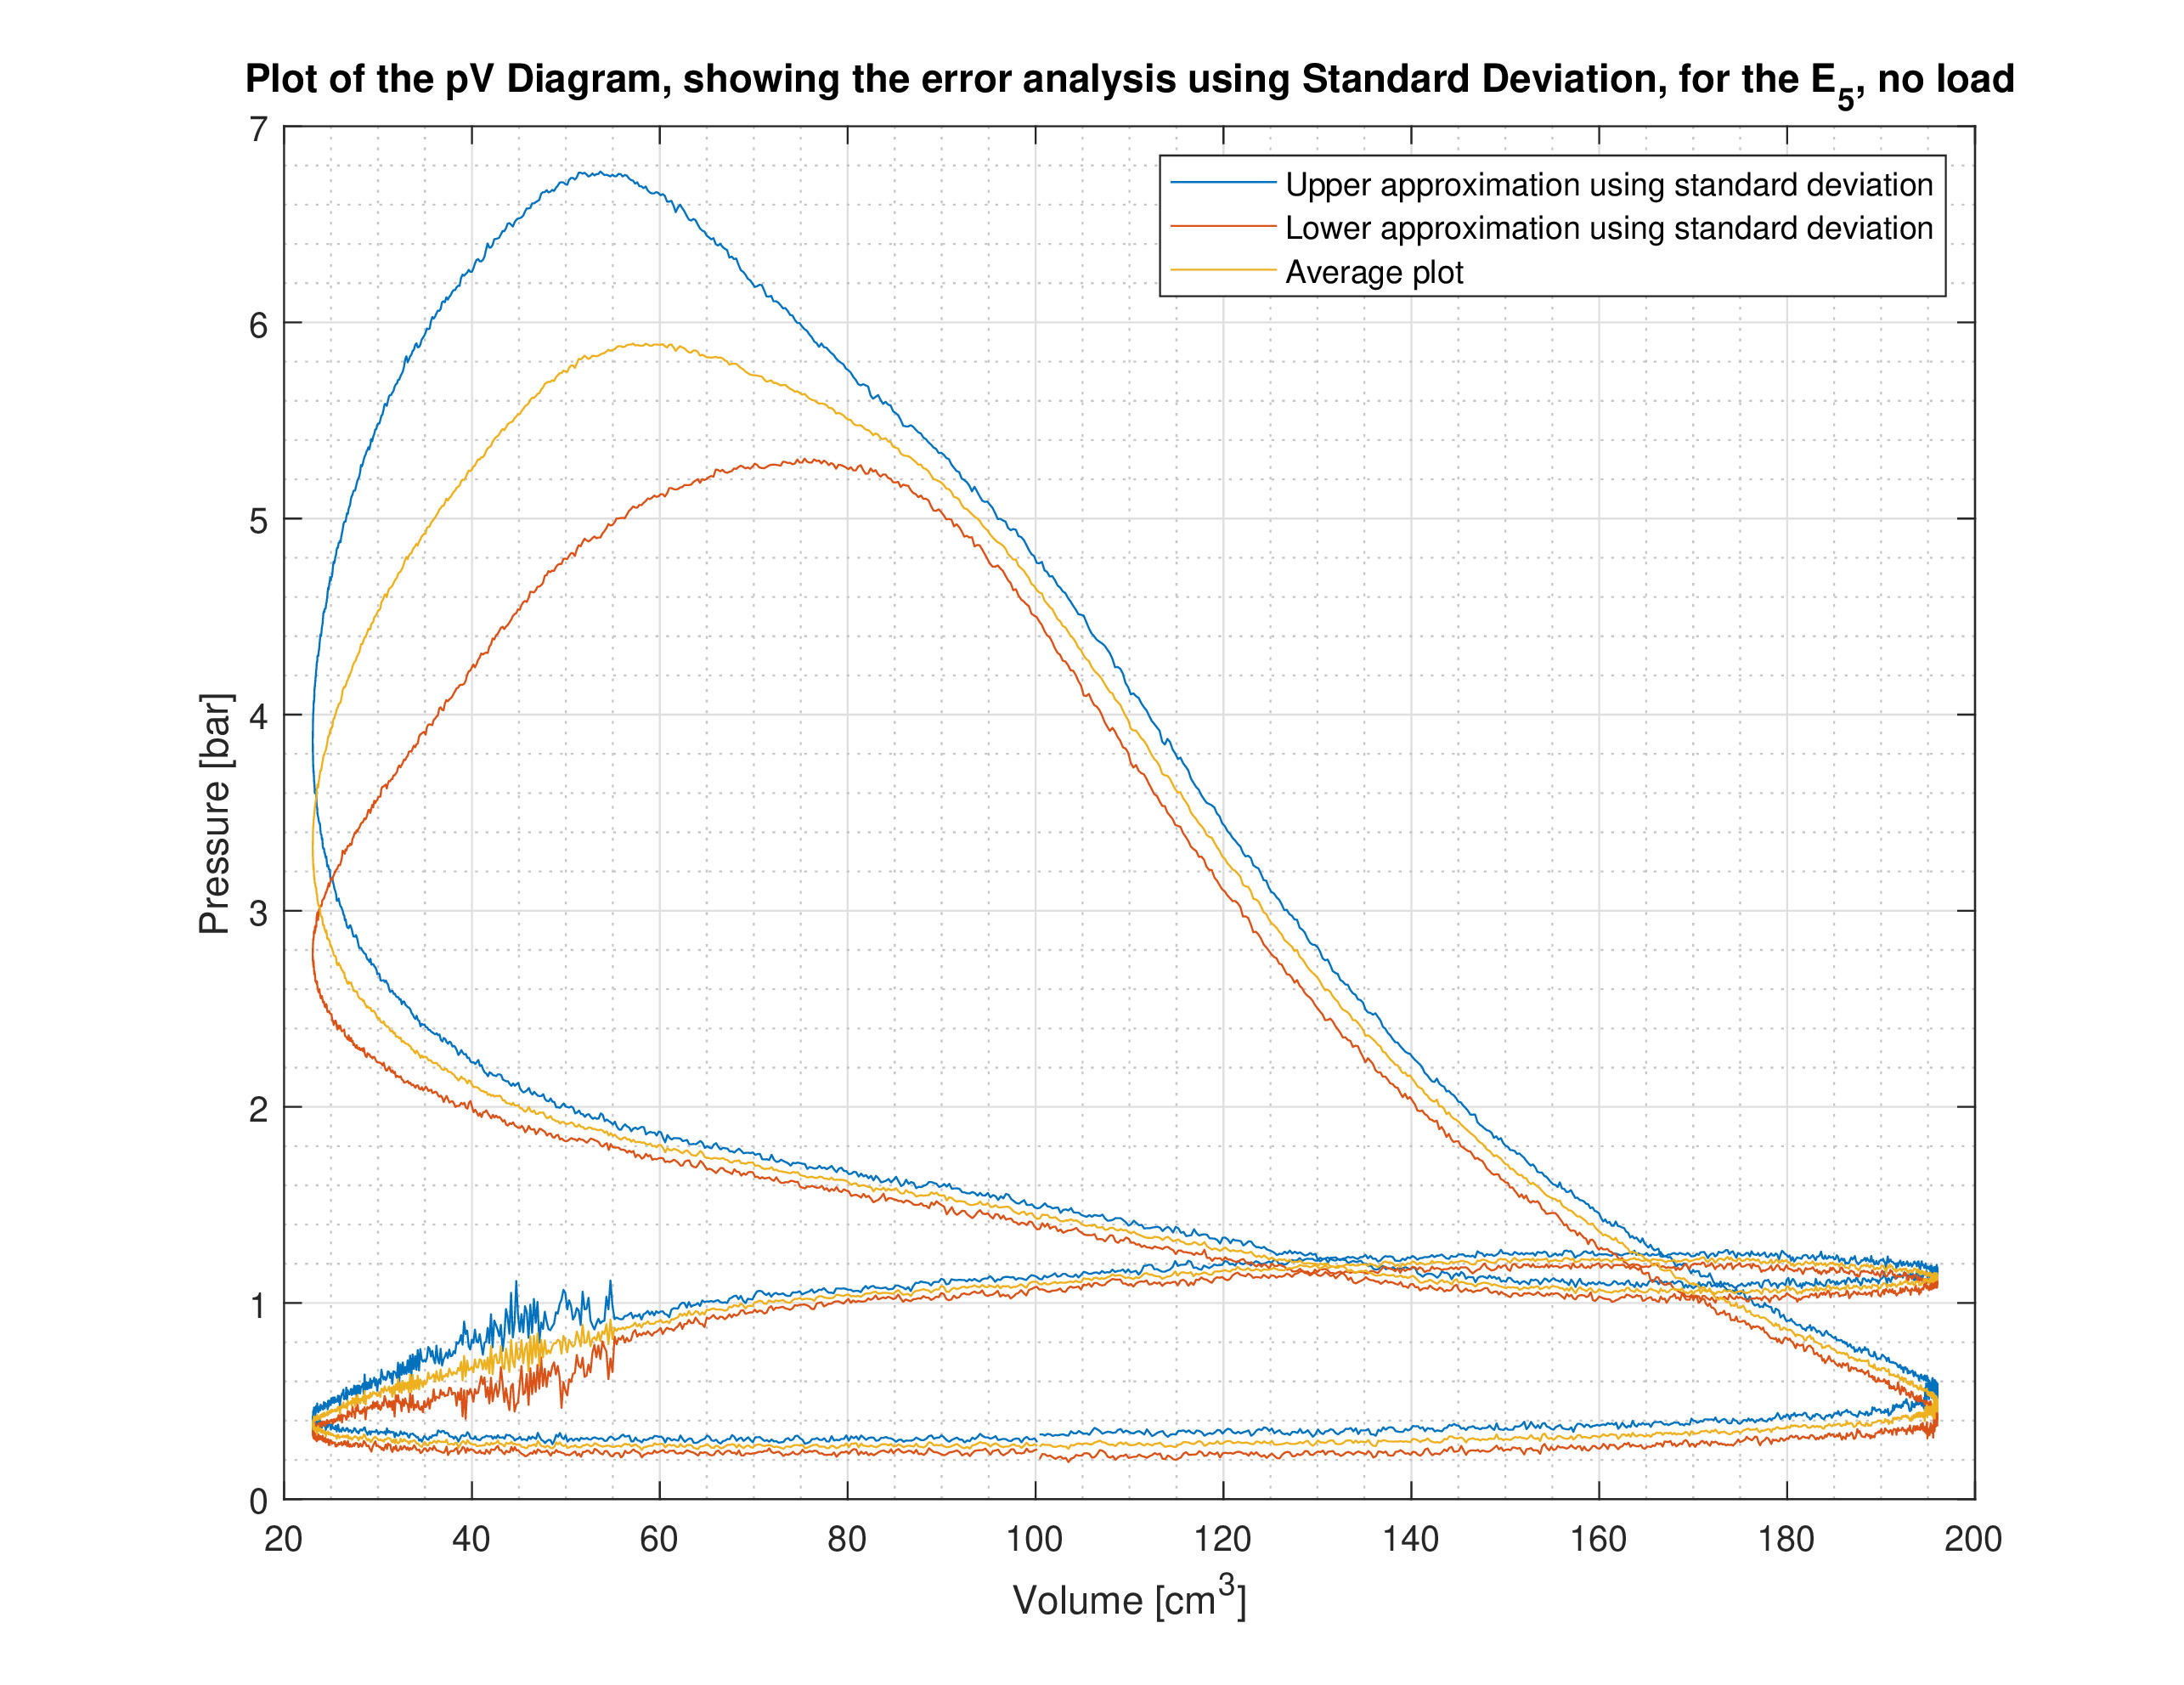 Plot of the pV Diagram, showing the error analysis using Standard Deviation, for the E5, no load
Upper approximation using standard deviation
Lower approximation using standard deviation
Average plot
Pressure [bar]
7
6
5
4
3
2
1
0
20 40 60 80 100 120 140 160 180 200
Volume [cm3]